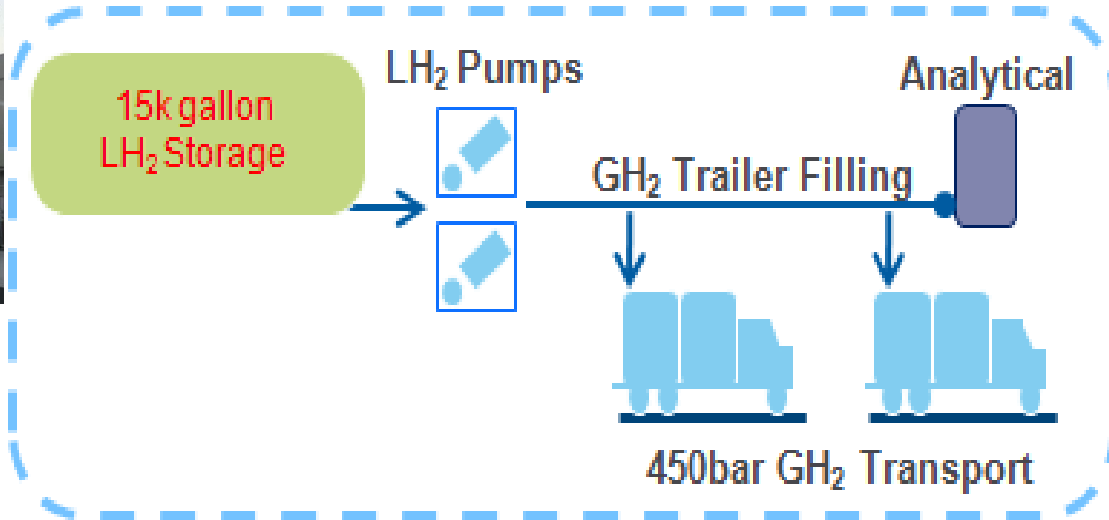 15k gallon
LH₂ Storage
LH₂ Pumps
GH₂ Trailer Filling
Analytical
450bar GH₂ Transport